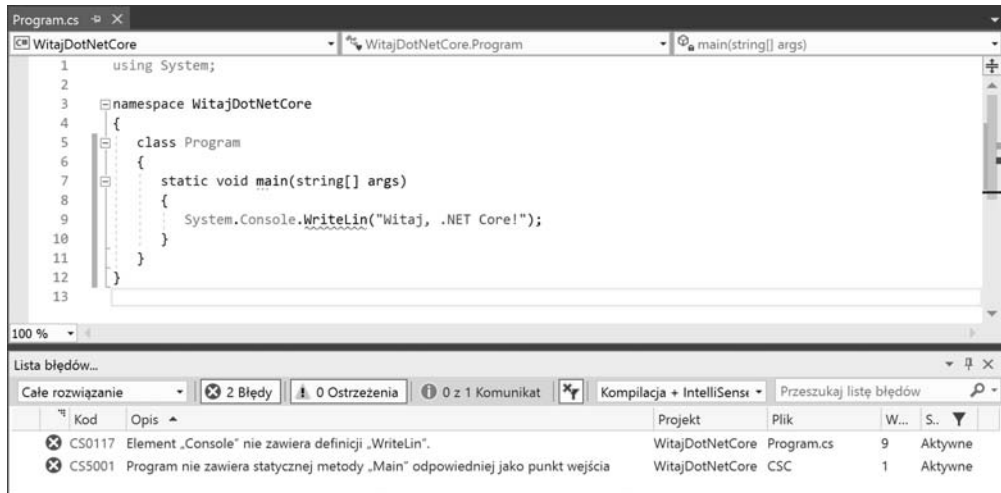 Program.cs
WitajDotNetCore WitajDotNetCore.Program main(string[] args)
1 using System;
2
3 namespace WitajDotNetCore
4 {
5 class Program
6 {
7 static void main(string[] args)
8 {
9 System.Console.WriteLin("Witaj, .NET Core!");
10 }
11 }
12 }
13
100 %
Lista błędów...
Całe rozwiązanie 2 Błędy 0 Ostrzeżenia 0 z 1 Komunikat Kompilacja + IntelliSense Przeszukaj listę błędów
Kod Opis Projekt Plik W... S..
CS0117 Element „Console" nie zawiera definicji „WriteLin". WitajDotNetCore Program.cs 9 Aktywne
CS5001 Program nie zawiera statycznej metody „Main" odpowiedniej jako punkt wejścia WitajDotNetCore CSC 1 Aktywne